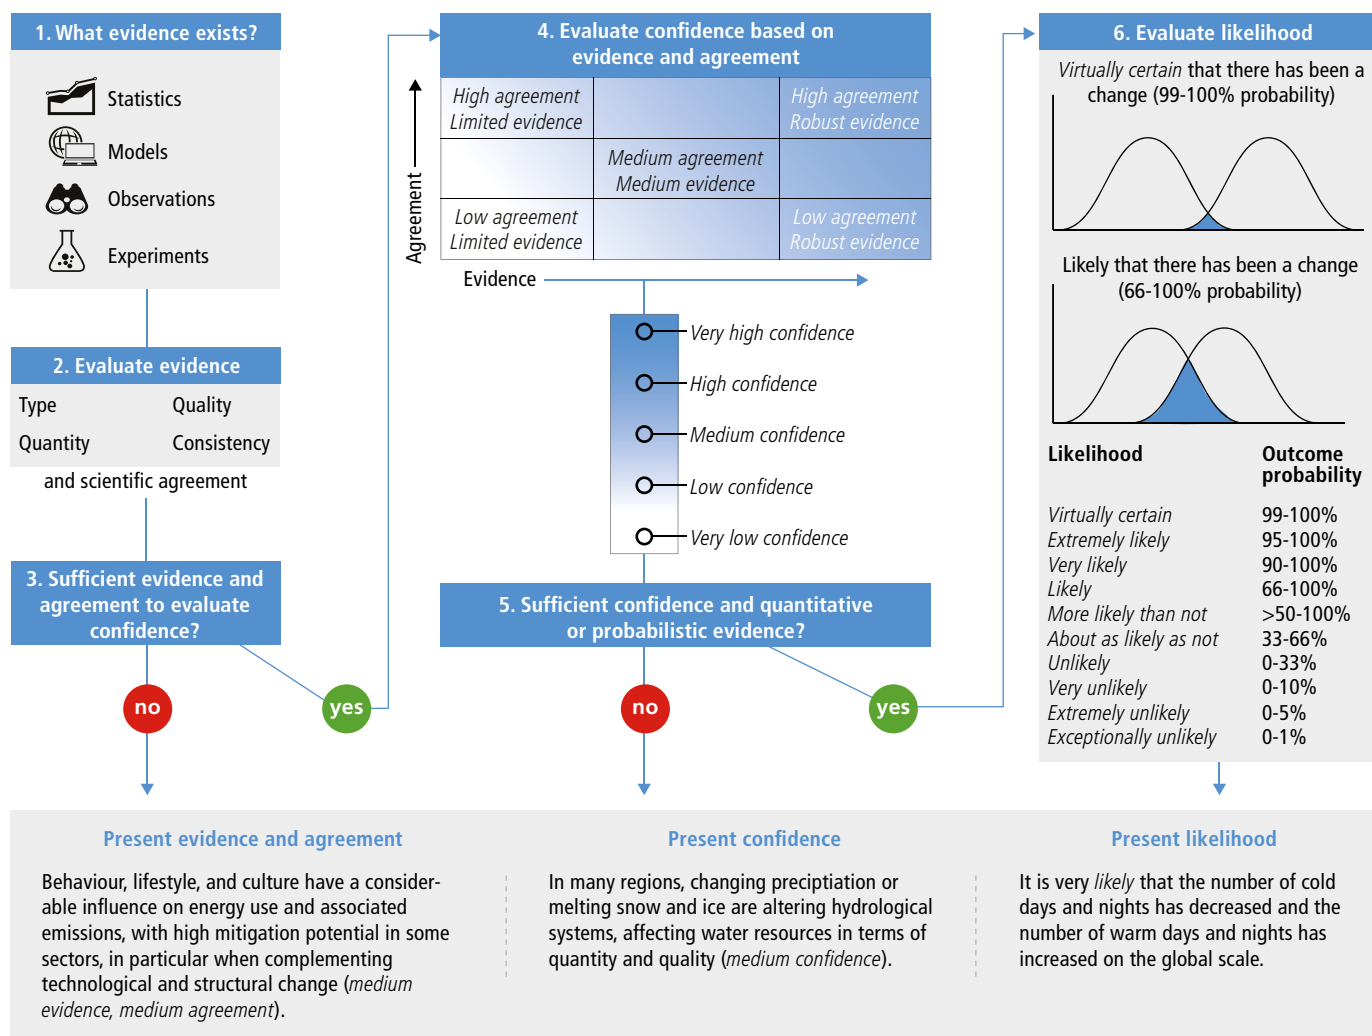 1. What evidence exists?
Statistics
Models
Observations
Experiments
2. Evaluate evidence
Type Quality
Quantity Consistency
and scientific agreement
3. Sufficient evidence and
agreement to evaluate
confidence?
no
yes
4. Evaluate confidence based on
evidence and agreement
Agreement
High agreement
Limited evidence
High agreement
Robust evidence
Medium agreement
Medium evidence
Low agreement
Limited evidence
Low agreement
Robust evidence
Evidence
Very high confidence
High confidence
Medium confidence
Low confidence
Very low confidence
5. Sufficient confidence and quantitative
or probabilistic evidence?
no
yes
6. Evaluate likelihood
Virtually certain that there has been a
change (99-100% probability)
Likely that there has been a change
(66-100% probability)
Likelihood Outcome
probability
Virtually certain 99-100%
Extremely likely 95-100%
Very likely 90-100%
Likely 66-100%
More likely than not >50-100%
About as likely as not 33-66%
Unlikely 0-33%
Very unlikely 0-10%
Extremely unlikely 0-5%
Exceptionally unlikely 0-1%
Present evidence and agreement
Behaviour, lifestyle, and culture have a consider-
able influence on energy use and associated
emissions, with high mitigation potential in some
sectors, in particular when complementing
technological and structural change (medium
evidence, medium agreement).
Present confidence
In many regions, changing preciptiation or
melting snow and ice are altering hydrological
systems, affecting water resources in terms of
quantity and quality (medium confidence).
Present likelihood
It is very likely that the number of cold
days and nights has decreased and the
number of warm days and nights has
increased on the global scale.